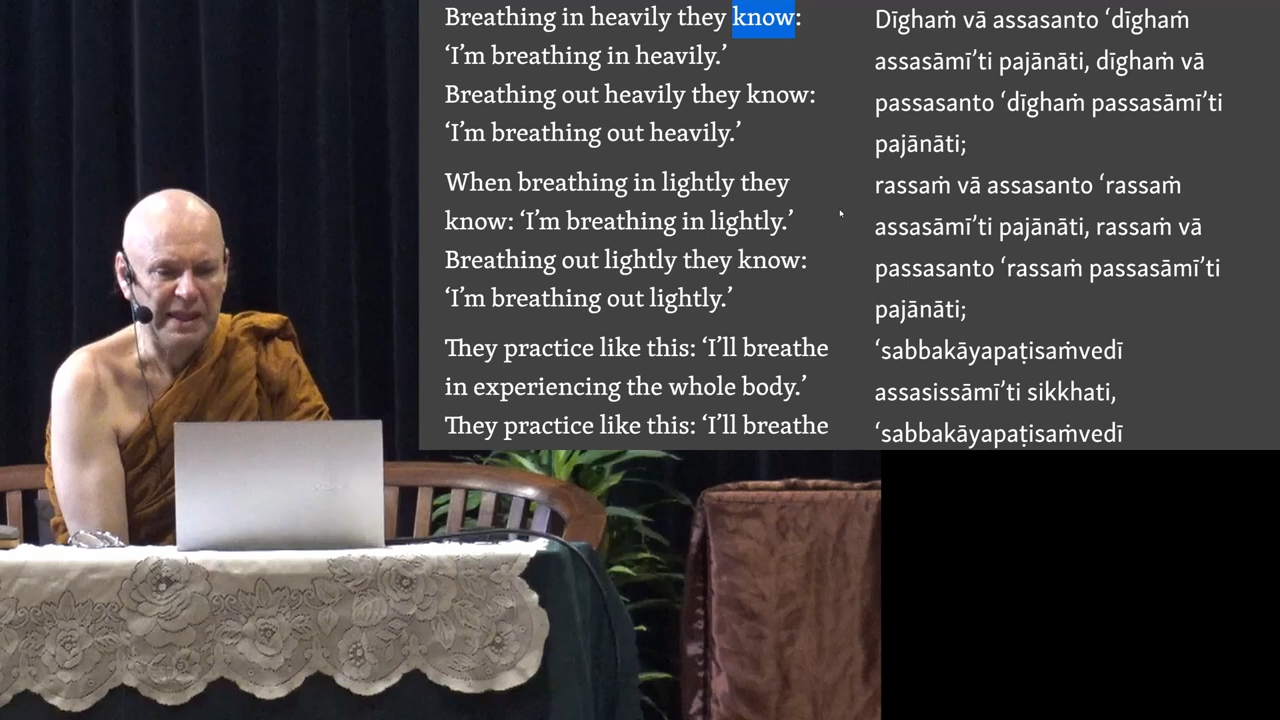 Breathing in heavily they know:
‘I’m breathing in heavily.’
Breathing out heavily they know:
‘I’m breathing out heavily.’
When breathing in lightly they
know: ‘I’m breathing in lightly.’
Breathing out lightly they know:
‘I’m breathing out lightly.’
They practice like this: ‘I’ll breathe
in experiencing the whole body.’
They practice like this: ‘I’ll breathe
Dīghaṁ vā assasanto ‘dīghaṁ
assasāmī’ti pajānāti, dīghaṁ vā
passasanto ‘dīghaṁ passasāmī’ti
pajānāti;
rassaṁ vā assasanto ‘rassaṁ
assasāmī’ti pajānāti, rassaṁ vā
passasanto ‘rassaṁ passasāmī’ti
pajānāti;
‘sabbakāyapaṭisaṁvedī
assasissāmī’ti sikkhati,
‘sabbakāyapaṭisaṁvedī